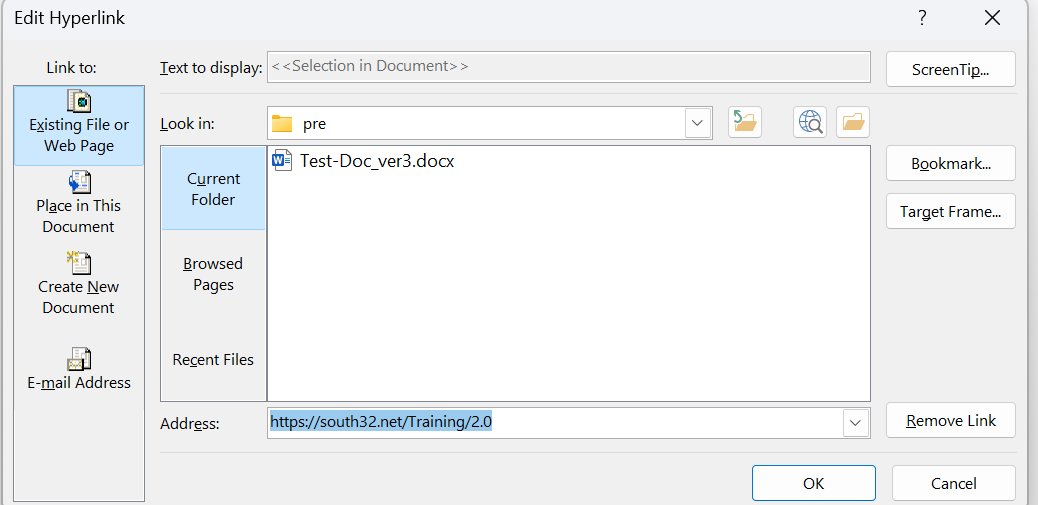 Edit Hyperlink
?
Link to:
Text to display:
<<Selection in Document>>
ScreenTip...
Existing File or
Web Page
Look in:
pre
Place in This
Document
Current
Folder
Test-Doc_ver3.docx
Bookmark...
Target Frame...
Create New
Document
Browsed
Pages
E-mail Address
Recent Files
Address:
https://south32.net/Training/2.0
Remove Link
OK
Cancel